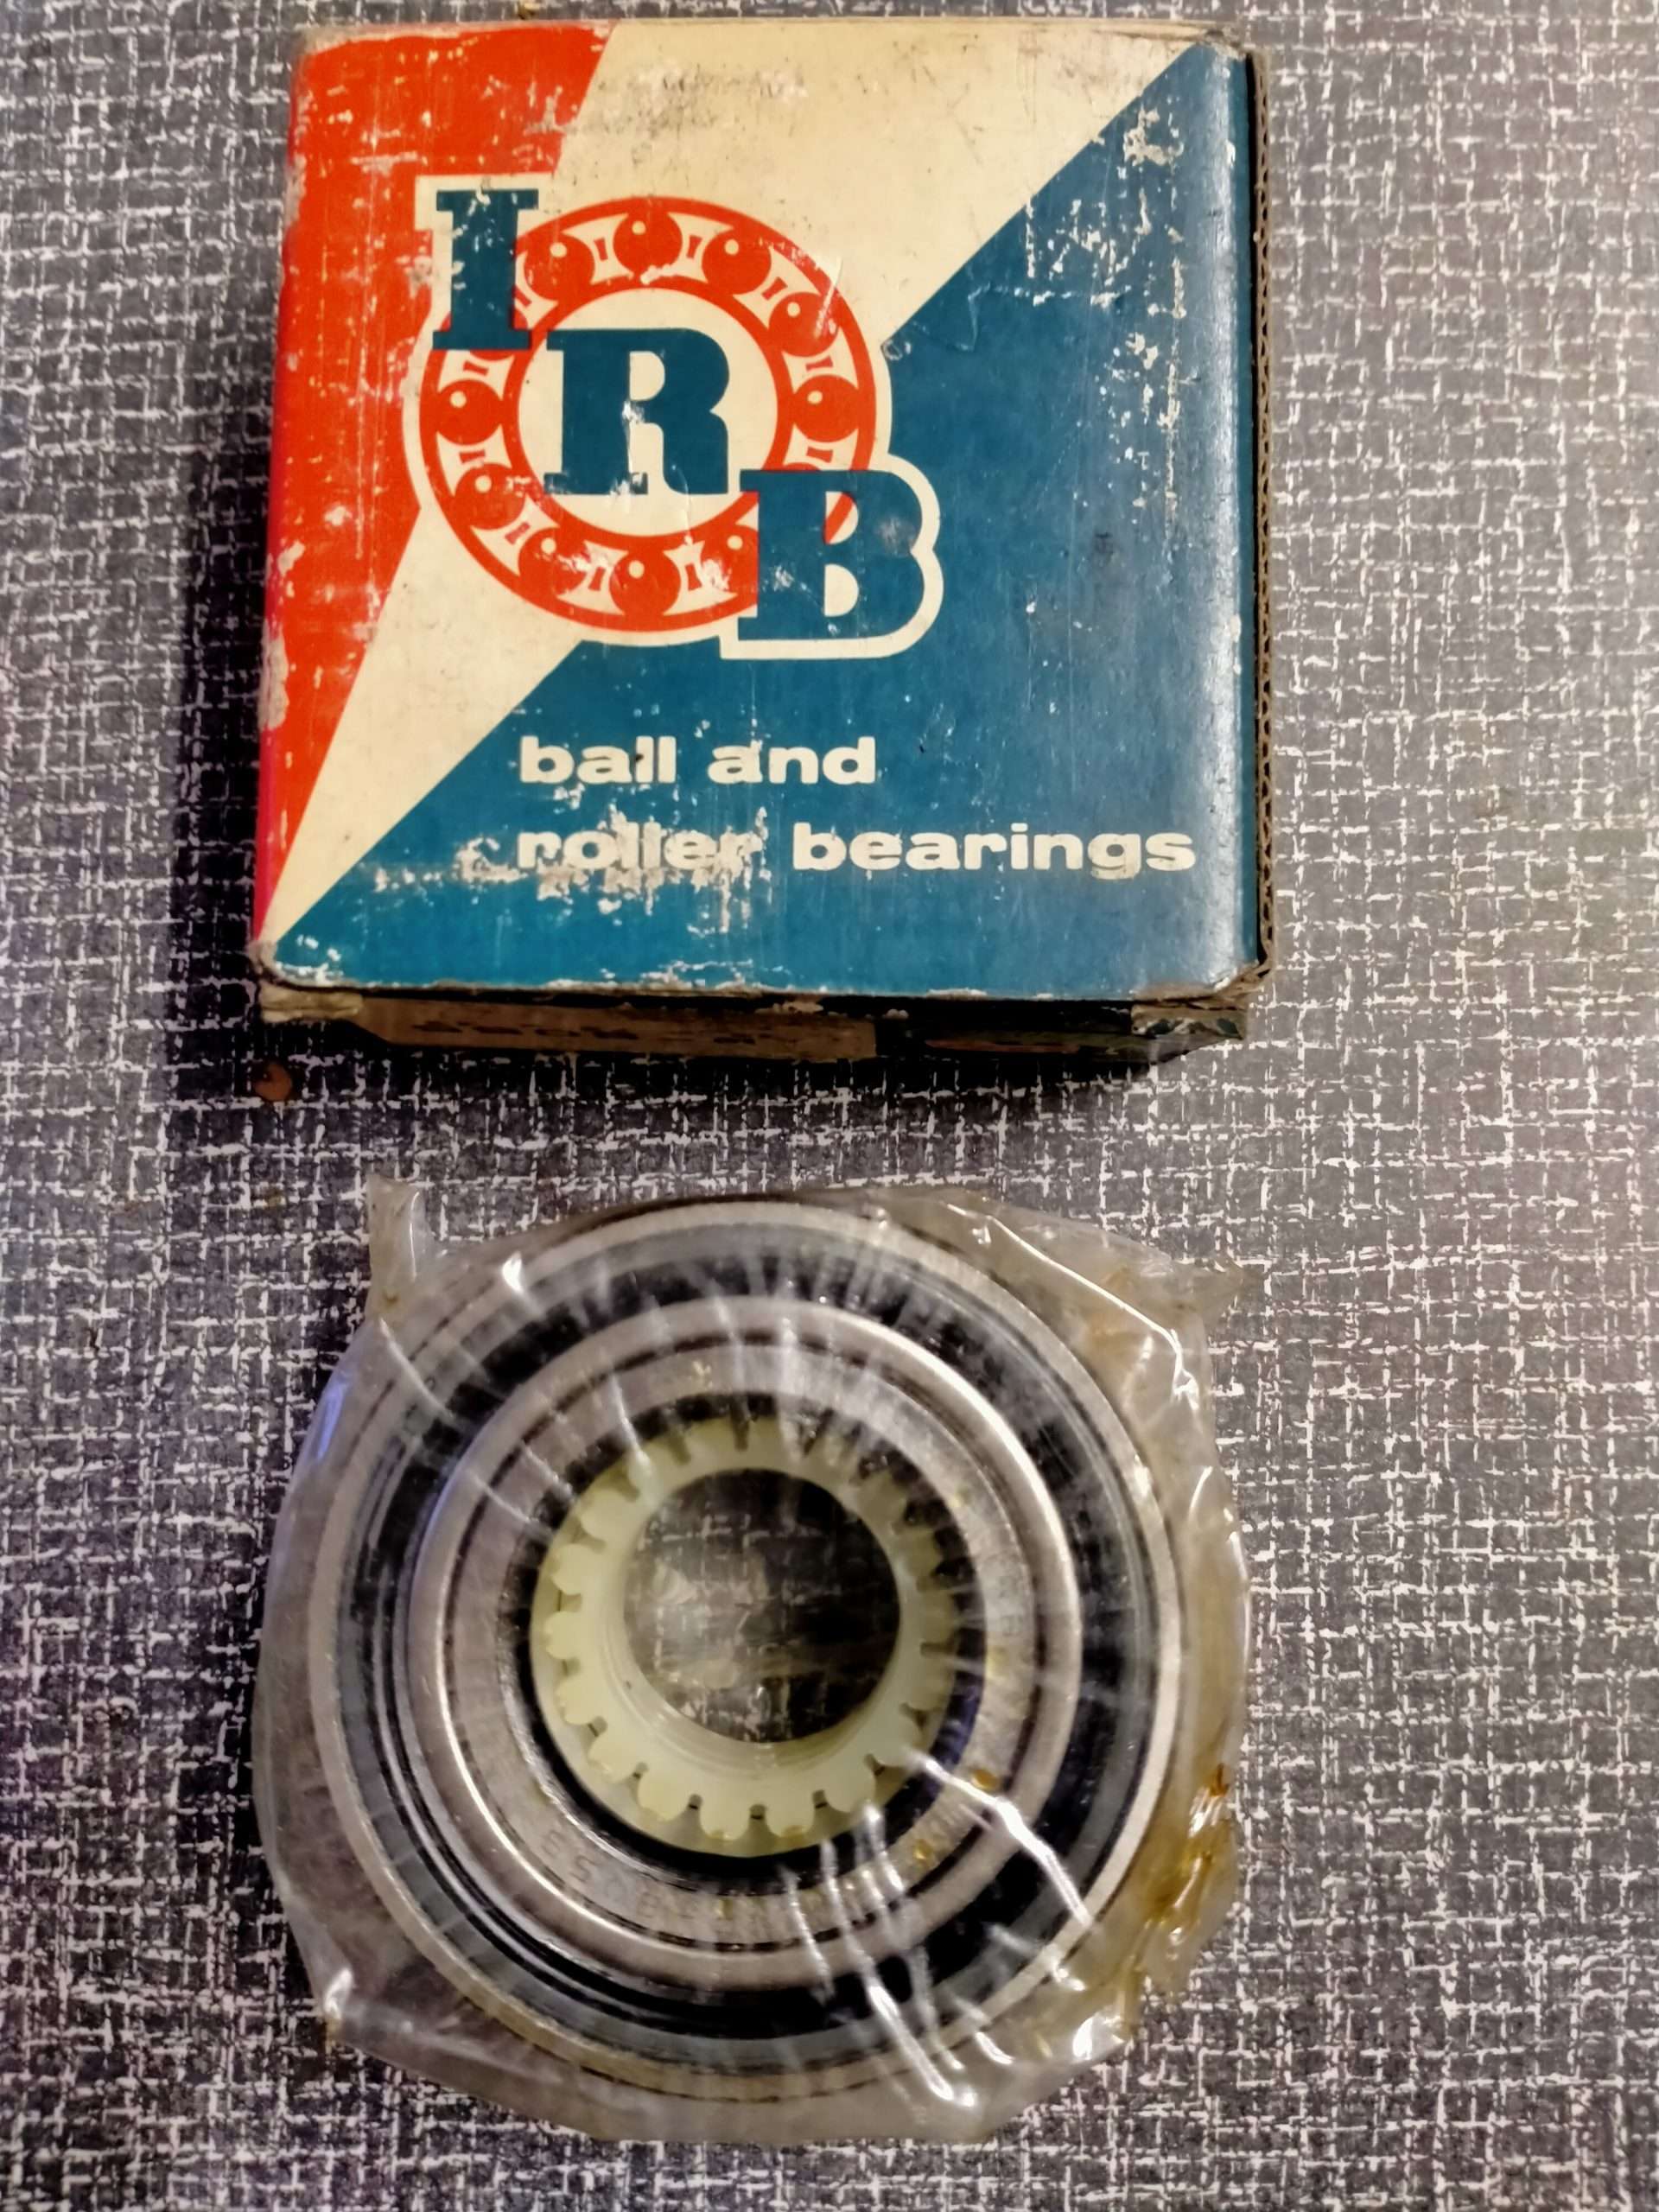 IRB
ball and
roller bearings